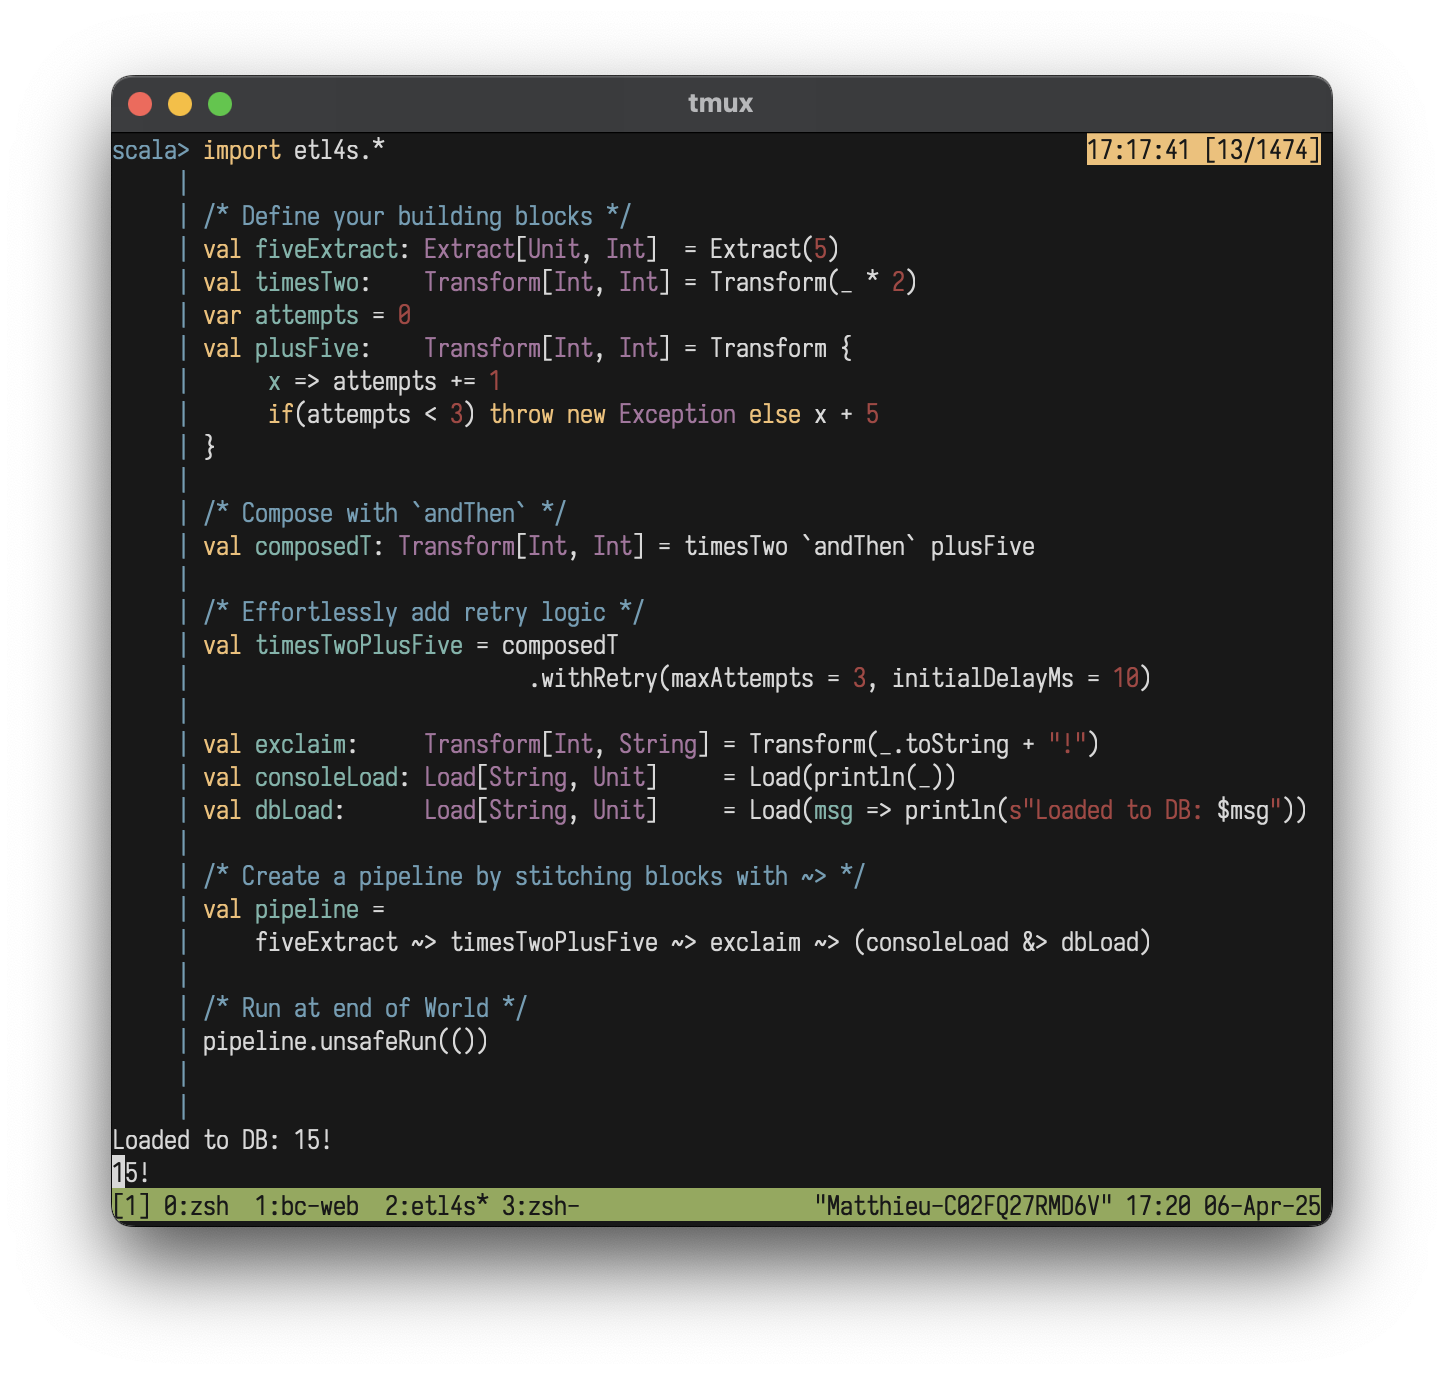 tmux
scala> import etl4s.* 17:17:41 [13/1474]
|
| /* Define your building blocks */
| val fiveExtract: Extract[Unit, Int]  = Extract(5)
| val timesTwo:    Transform[Int, Int] = Transform(_ * 2)
| var attempts = 0
| val plusFive:    Transform[Int, Int] = Transform {
|      x => attempts += 1
|      if(attempts < 3) throw new Exception else x + 5
| }
|
| /* Compose with `andThen` */
| val composedT: Transform[Int, Int] = timesTwo `andThen` plusFive
|
| /* Effortlessly add retry logic */
| val timesTwoPlusFive = composedT
|                          .withRetry(maxAttempts = 3, initialDelayMs = 10)
|
| val exclaim:     Transform[Int, String] = Transform(_.toString + "!")
| val consoleLoad: Load[String, Unit]     = Load(println(_))
| val dbLoad:      Load[String, Unit]     = Load(msg => println(s"Loaded to DB: $msg"))
|
| /* Create a pipeline by stitching blocks with ~> */
| val pipeline =
|     fiveExtract ~> timesTwoPlusFive ~> exclaim ~> (consoleLoad &> dbLoad)
|
| /* Run at end of World */
| pipeline.unsafeRun(())
|
|
Loaded to DB: 15!
15!
[1] 0:zsh  1:bc-web  2:etl4s* 3:zsh- "Matthieu-C02FQ27RMD6V" 17:20 06-Apr-25